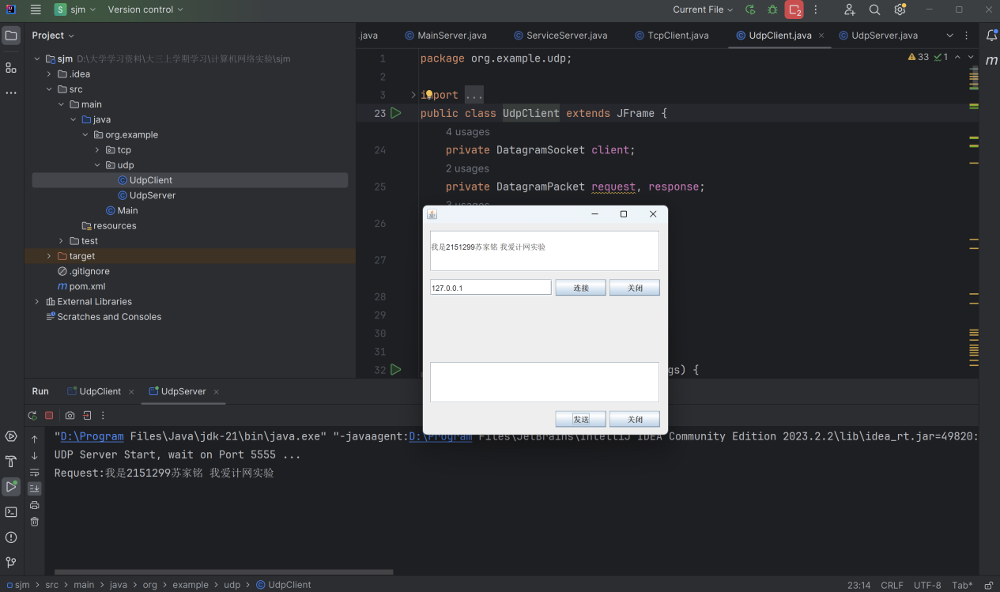 S sjm Version control Current File 2
Project
.java MainServer.java ServiceServer.java TcpClient.java UdpClient.java UdpServer.java
sjm D:\大学学习资料\大三上学期学习\计算机网络实验\sjm
.idea
src
main
java
org.example
tcp
udp
UdpClient
UdpServer
Main
resources
test
target
.gitignore
m pom.xml
External Libraries
Scratches and Consoles
33 1
m
1 package org.example.udp;
2
3 import ...
23 public class UdpClient extends JFrame {
4 usages
24 private DatagramSocket client;
2 usages
25 private DatagramPacket request, response;
26
27
28
29
30
31
32 gs) {
我是2151299苏家铭 我爱计网实验
127.0.0.1 连接 关闭
发送 关闭
Run UdpClient UdpServer
"D:\Program Files\Java\jdk-21\bin\java.exe" "-javaagent:D:\Program Files\JetBrains\IntelliJ IDEA Community Edition 2023.2.2\lib\idea_rt.jar=49820:
UDP Server Start, wait on Port 5555 ...
Request:我是2151299苏家铭 我爱计网实验
sjm > src > main > java > org > example > udp > UdpClient 23:14 CRLF UTF-8 Tab*